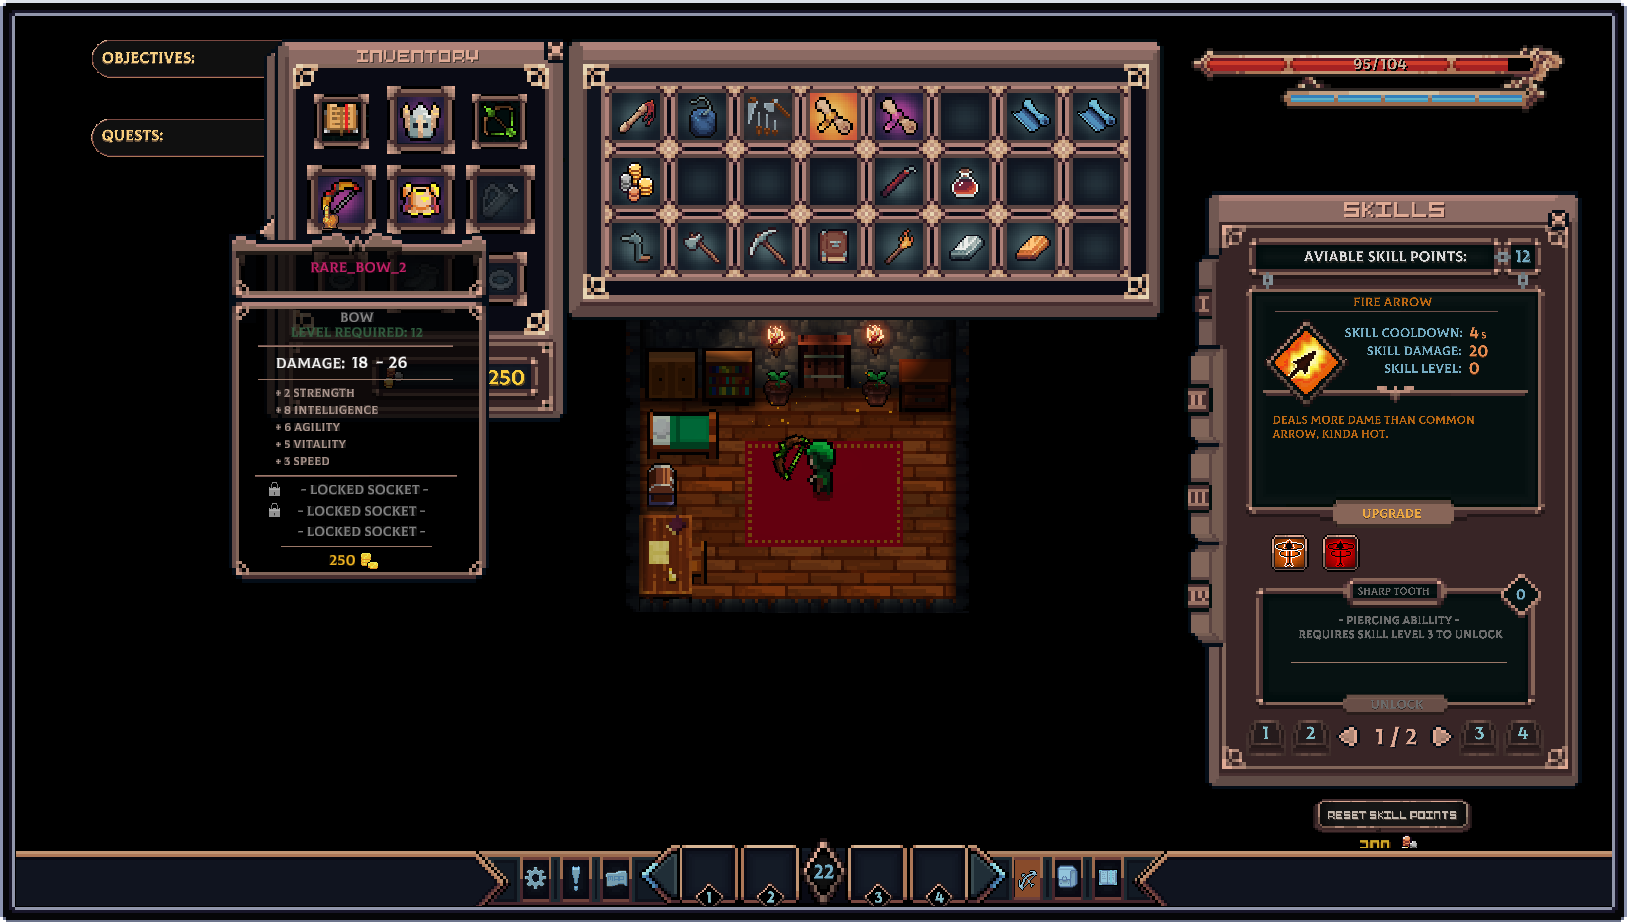 OBJECTIVES:
QUESTS:
INVENTORY
250
RARE_BOW_2
BOW
LEVEL REQUIRED: 12
DAMAGE: 18 - 26
+2 STRENGTH
+8 INTELLIGENCE
+6 AGILITY
+5 VITALITY
+3 SPEED
- LOCKED SOCKET -
- LOCKED SOCKET -
- LOCKED SOCKET -
250
95/104
SKILLS
AVIABLE SKILL POINTS: 12
I
II
III
IV
FIRE ARROW
SKILL COOLDOWN: 4s
SKILL DAMAGE: 20
SKILL LEVEL: 0
DEALS MORE DAME THAN COMMON
ARROW, KINDA HOT.
UPGRADE
SHARP TOOTH
0
- PIERCING ABILLITY -
REQUIRES SKILL LEVEL 3 TO UNLOCK
UNLOCK
1 2 1/2 3 4
RESET SKILL POINTS
22
1 2 3 4